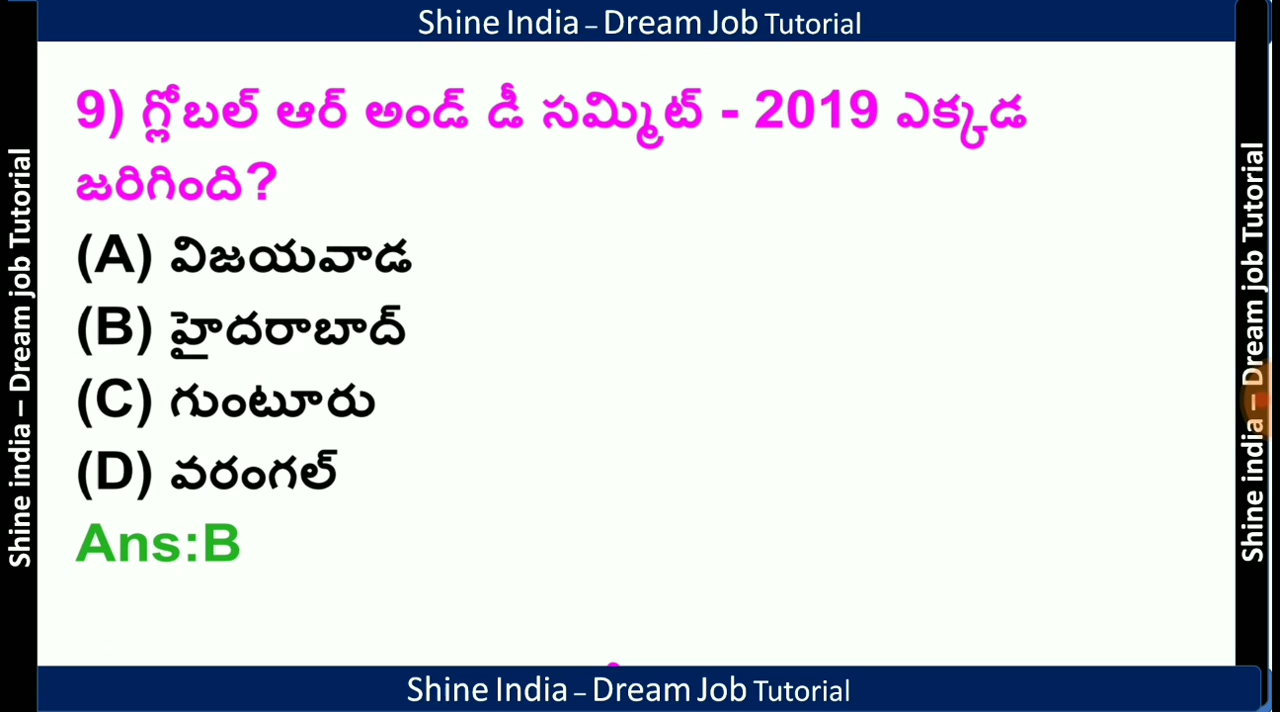 Shine India – Dream Job Tutorial
9) గ్లోబల్ ఆర్ అండ్ డీ సమ్మిట్ - 2019 ఎక్కడ
జరిగింది?
(A) విజయవాడ
(B) హైదరాబాద్
(C) గుంటూరు
(D) వరంగల్
Ans:B
Shine India – Dream Job Tutorial
Shine india – Dream job Tutorial
Shine india – Dream job Tutorial